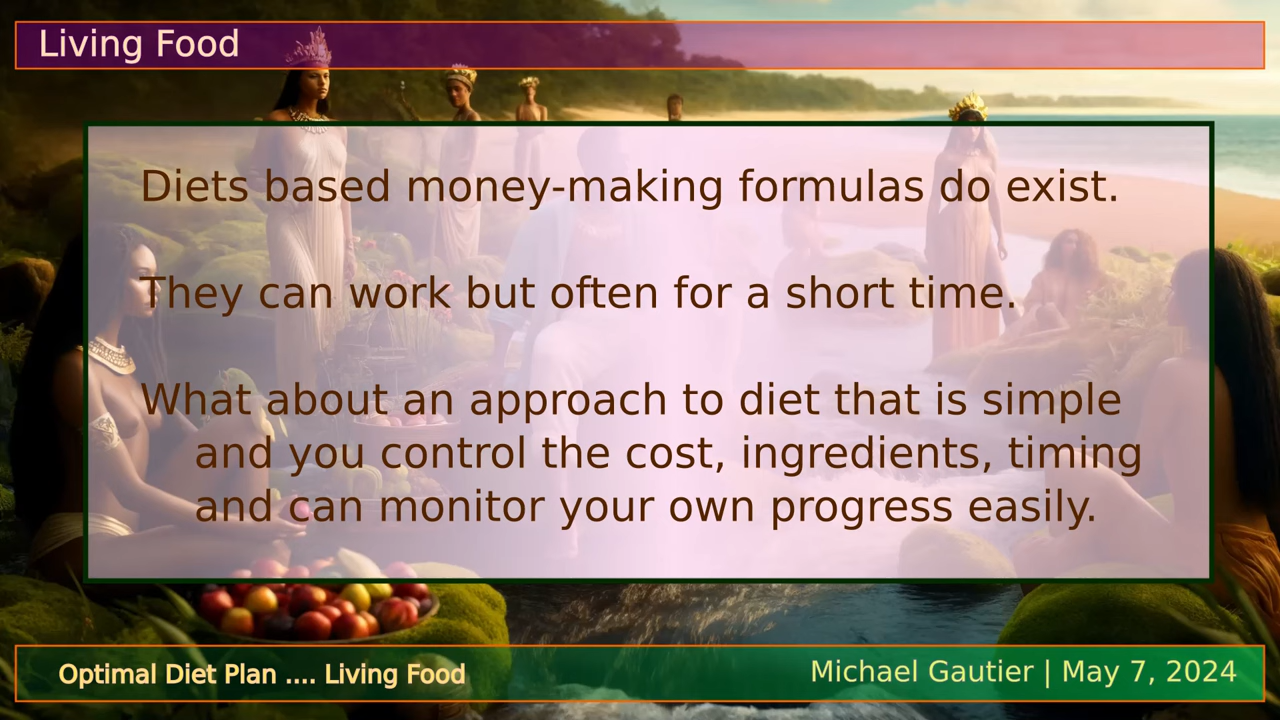 Living Food
Diets based money-making formulas do exist.
They can work but often for a short time.
What about an approach to diet that is simple
and you control the cost, ingredients, timing
and can monitor your own progress easily.
Optimal Diet Plan .... Living Food
Michael Gautier | May 7, 2024